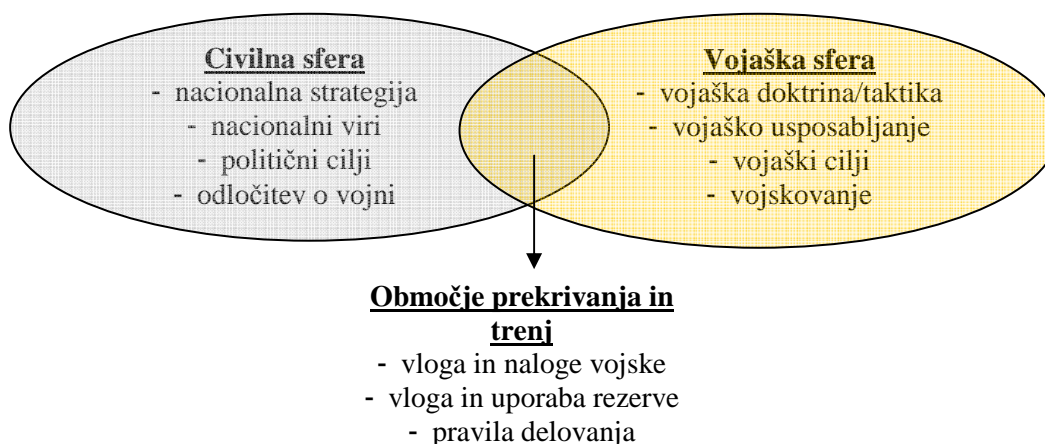 Civilna sfera
- nacionalna strategija
- nacionalni viri
- politični cilji
- odločitev o vojni
Vojaška sfera
- vojaška doktrina/taktika
- vojaško usposabljanje
- vojaški cilji
- vojskovanje
Območje prekrivanja in
trenj
- vloga in naloge vojske
- vloga in uporaba rezerve
- pravila delovanja